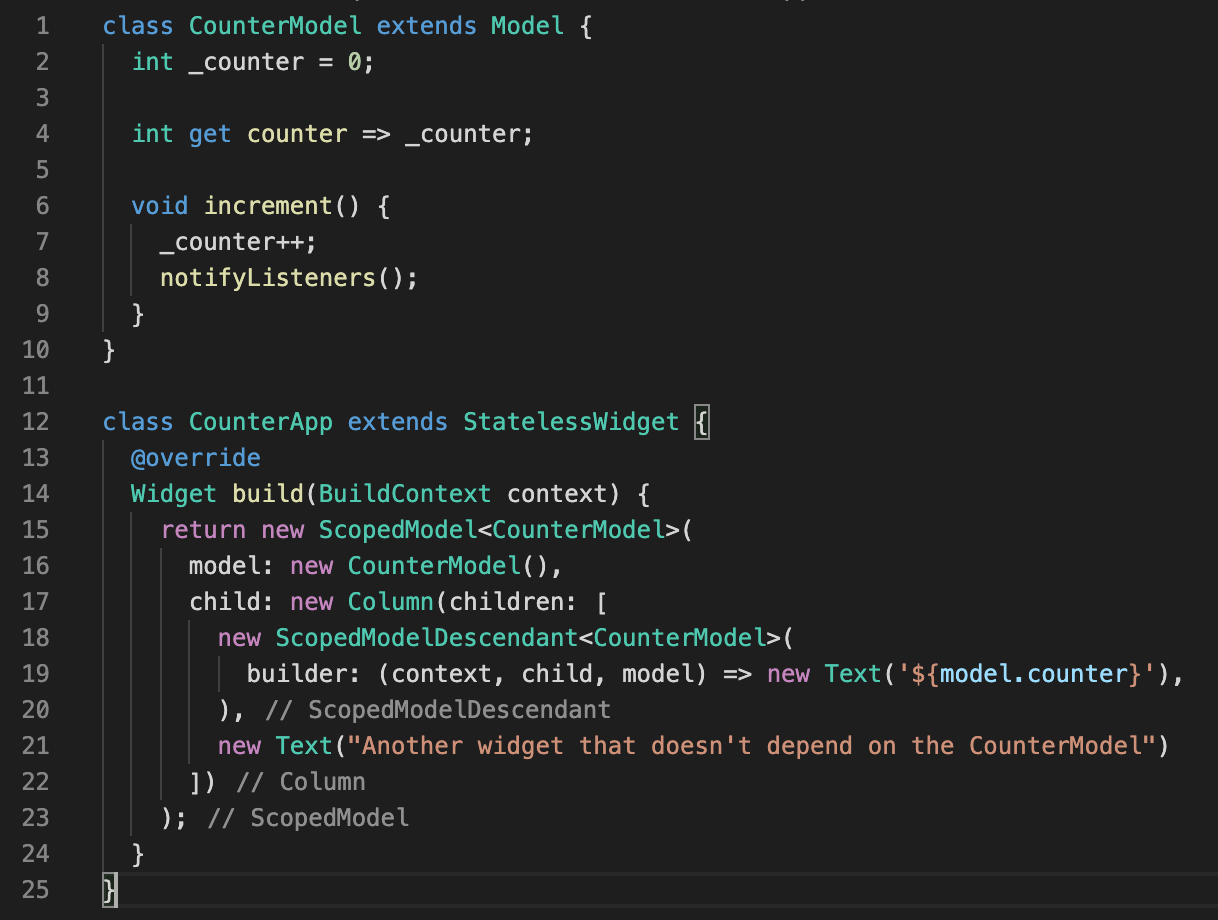 1 class CounterModel extends Model {
2   int _counter = 0;
3
4   int get counter => _counter;
5
6   void increment() {
7     _counter++;
8     notifyListeners();
9   }
10 }
11
12 class CounterApp extends StatelessWidget {
13   @override
14   Widget build(BuildContext context) {
15     return new ScopedModel<CounterModel>(
16       model: new CounterModel(),
17       child: new Column(children: [
18         new ScopedModelDescendant<CounterModel>(
19           builder: (context, child, model) => new Text('${model.counter}'),
20         ), // ScopedModelDescendant
21         new Text("Another widget that doesn't depend on the CounterModel")
22       ]) // Column
23     ); // ScopedModel
24   }
25 }